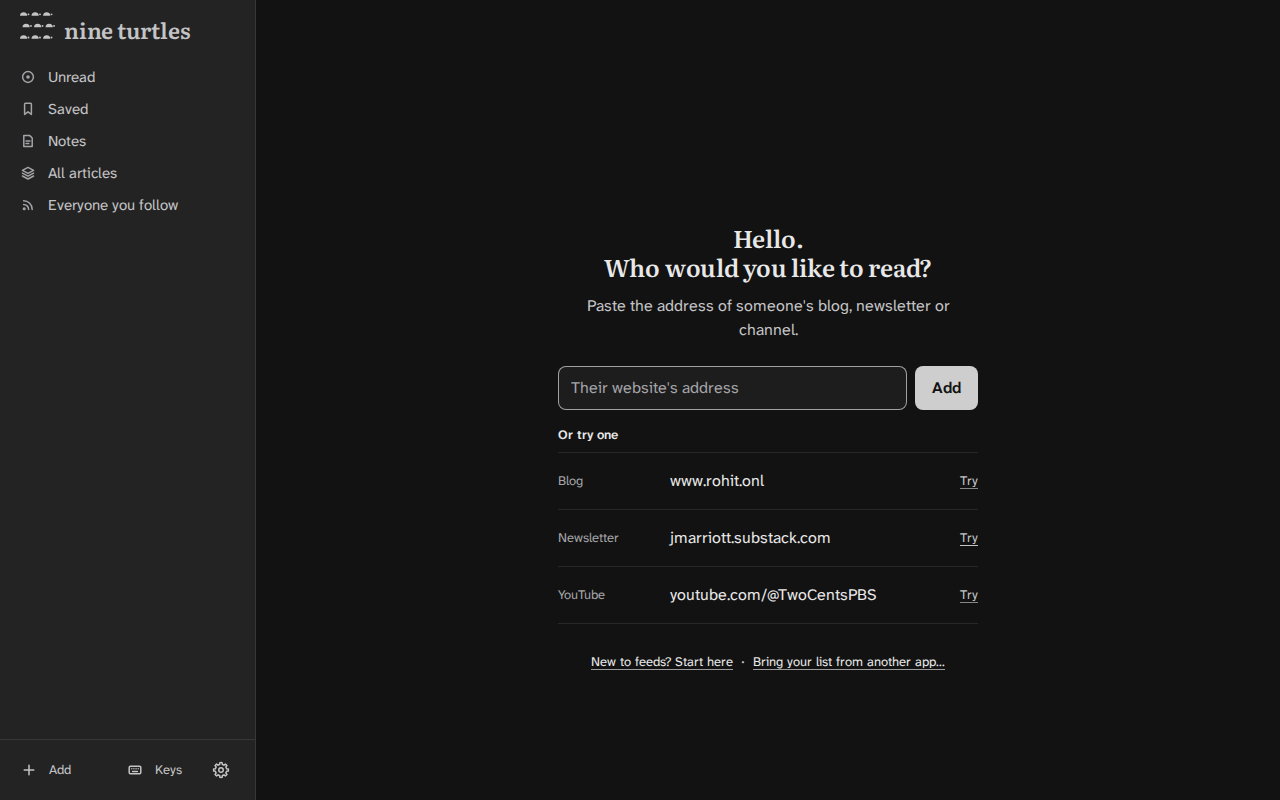 nine turtles
Unread
Saved
Notes
All articles
Everyone you follow
Hello.
Who would you like to read?
Paste the address of someone's blog, newsletter or
channel.
Their website's address
Add
Or try one
Blog www.rohit.onl Try
Newsletter jmarriott.substack.com Try
YouTube youtube.com/@TwoCentsPBS Try
New to feeds? Start here · Bring your list from another app...
Add Keys